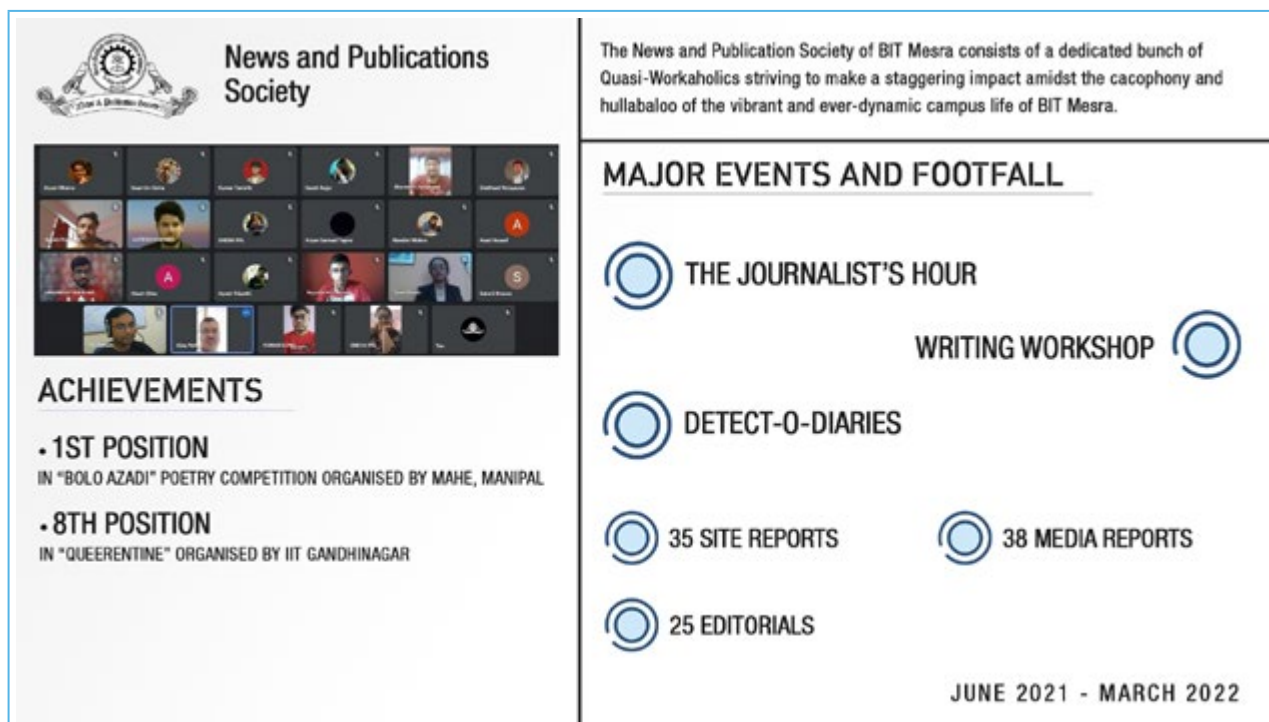 News & Publication Society
News and Publications
Society
A
A
S
ACHIEVEMENTS
• 1ST POSITION
IN "BOLO AZADI" POETRY COMPETITION ORGANISED BY MAHE, MANIPAL
• 8TH POSITION
IN "QUEERENTINE" ORGANISED BY IIT GANDHINAGAR
The News and Publication Society of BIT Mesra consists of a dedicated bunch of
Quasi-Workaholics striving to make a staggering impact amidst the cacophony and
hullabaloo of the vibrant and ever-dynamic campus life of BIT Mesra.
MAJOR EVENTS AND FOOTFALL
THE JOURNALIST'S HOUR
WRITING WORKSHOP
DETECT-O-DIARIES
35 SITE REPORTS
38 MEDIA REPORTS
25 EDITORIALS
JUNE 2021 - MARCH 2022